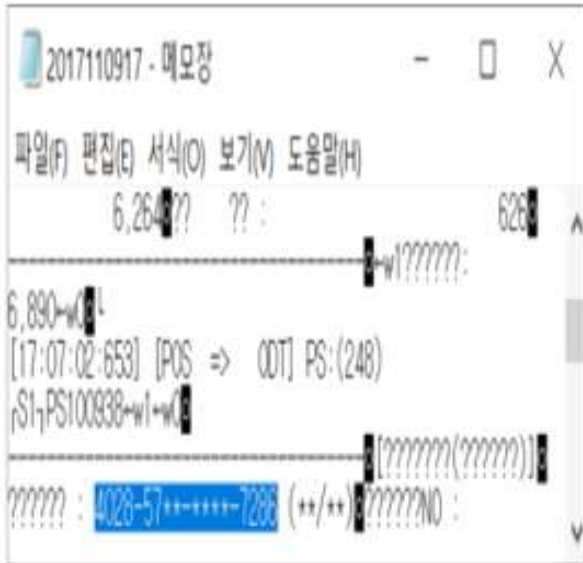 2017110917 - 메모장
파일(F) 편집(E) 서식(O) 보기(V) 도움말(H)
6,264 ?? ?? : 626
-----------------------------------------w1??????:
6,890 w0
[17:07:02:653] [POS => ODT] PS:(248)
┌S1┐PS100938 w1 w0
-----------------------------------------[???????(??????)]
?????? : 4028-57**-****-7286 (**/**) ??????NO :